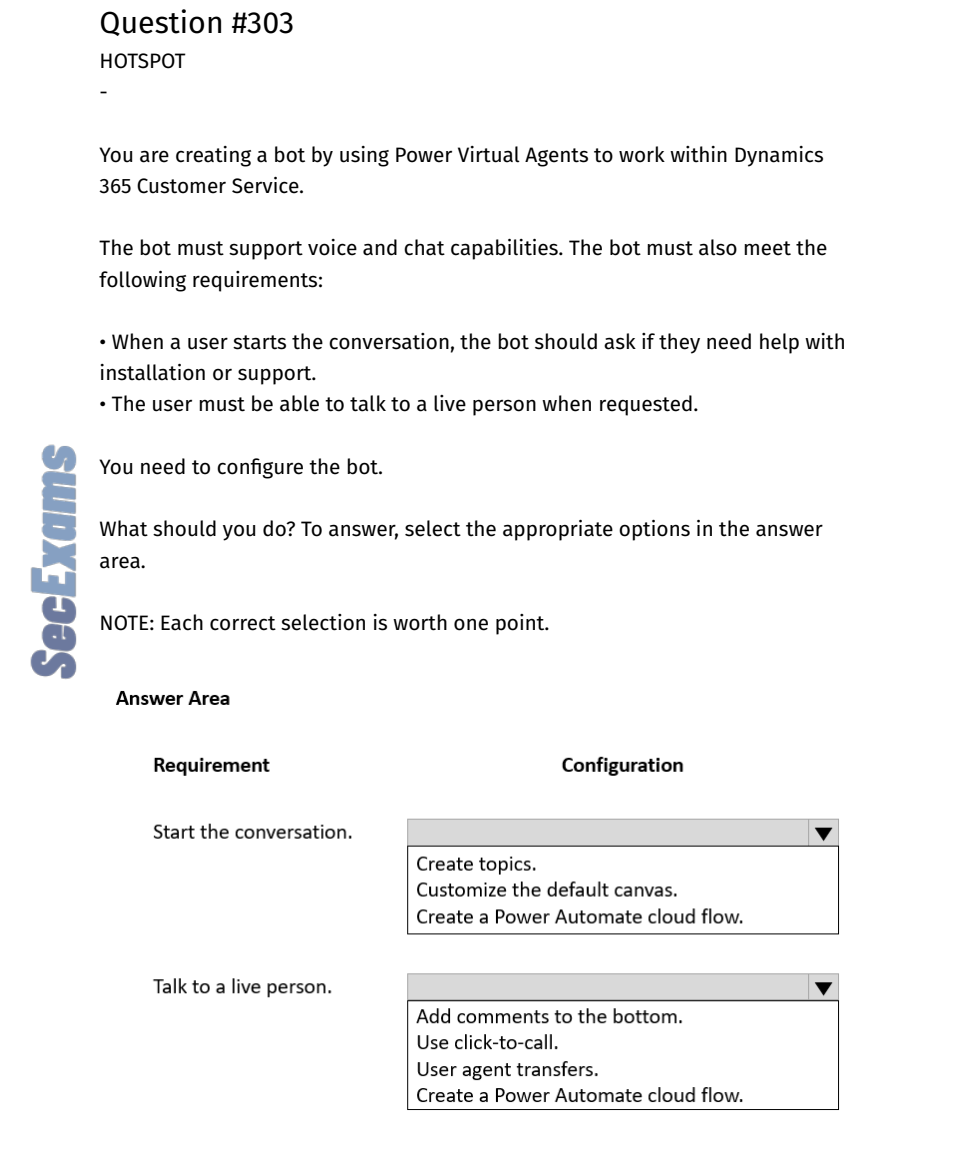 Question #303
HOTSPOT
-
You are creating a bot by using Power Virtual Agents to work within Dynamics
365 Customer Service.
The bot must support voice and chat capabilities. The bot must also meet the
following requirements:
• When a user starts the conversation, the bot should ask if they need help with
installation or support.
• The user must be able to talk to a live person when requested.
You need to configure the bot.
What should you do? To answer, select the appropriate options in the answer
area.
NOTE: Each correct selection is worth one point.
SecExams
Answer Area
Requirement Configuration
Start the conversation.
Create topics.
Customize the default canvas.
Create a Power Automate cloud flow.
Talk to a live person.
Add comments to the bottom.
Use click-to-call.
User agent transfers.
Create a Power Automate cloud flow.